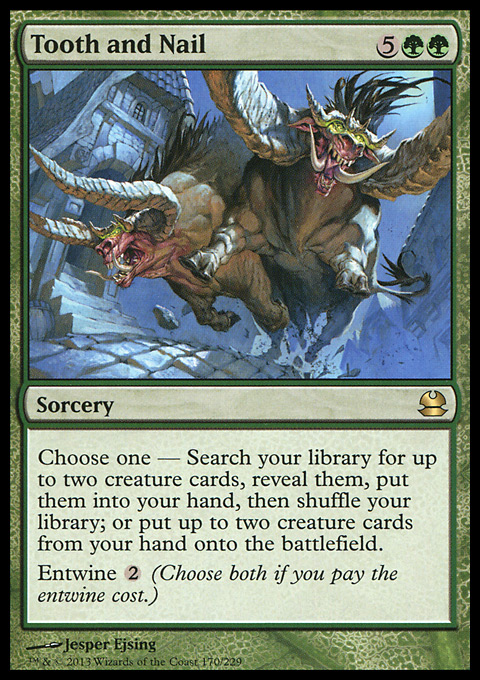 Tooth and Nail 5
Sorcery
Choose one — Search your library for up
to two creature cards, reveal them, put
them into your hand, then shuffle your
library; or put up to two creature cards
from your hand onto the battlefield.
Entwine 2 (Choose both if you pay the
entwine cost.)
Jesper Ejsing
™ & © 2013 Wizards of the Coast 170/229